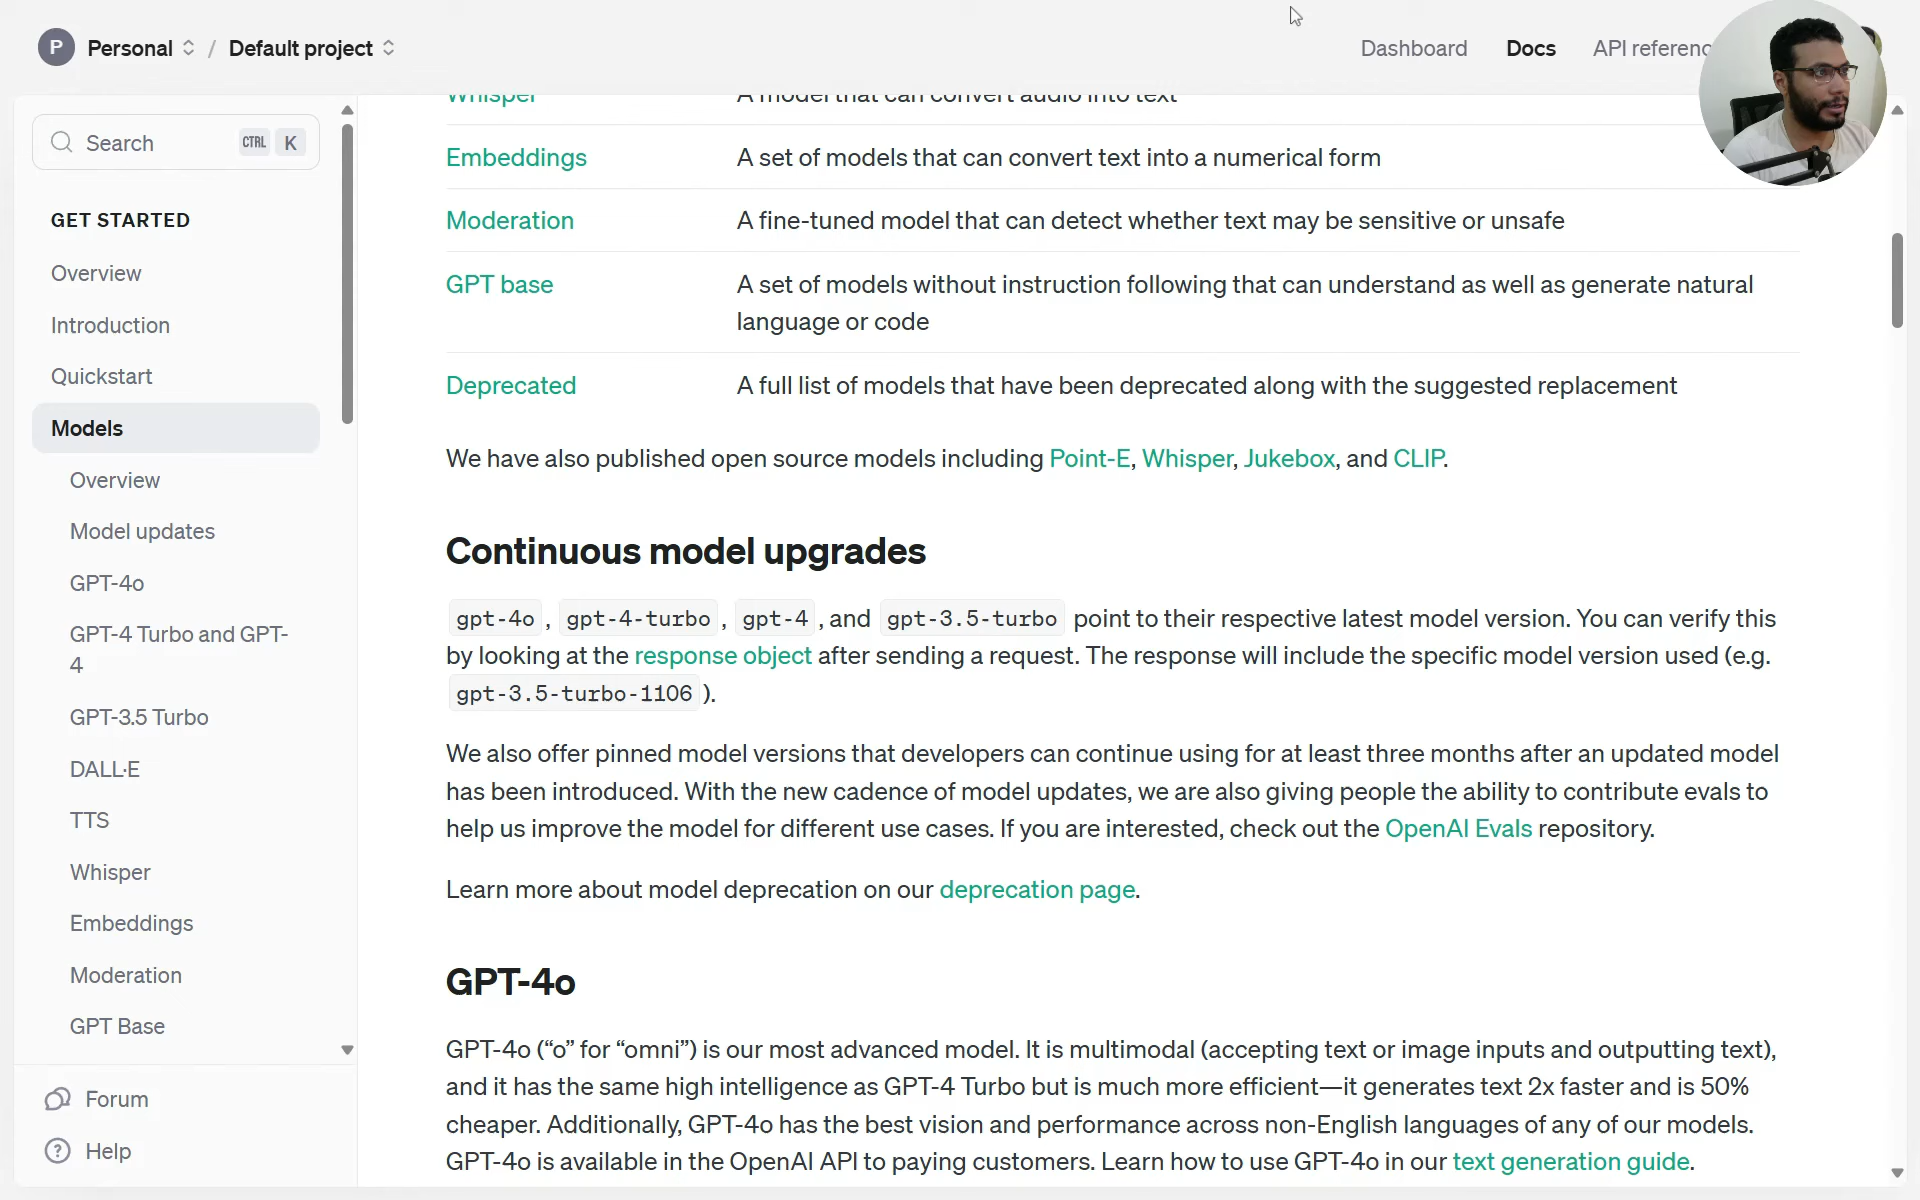 P Personal / Default project
Dashboard Docs API referenc
Search CTRL K
GET STARTED
Overview
Introduction
Quickstart
Models
Overview
Model updates
GPT-4o
GPT-4 Turbo and GPT-
4
GPT-3.5 Turbo
DALL·E
TTS
Whisper
Embeddings
Moderation
GPT Base
Forum
Help
Whisper A model that can convert audio into text
Embeddings A set of models that can convert text into a numerical form
Moderation A fine-tuned model that can detect whether text may be sensitive or unsafe
GPT base A set of models without instruction following that can understand as well as generate natural
language or code
Deprecated A full list of models that have been deprecated along with the suggested replacement
We have also published open source models including Point-E, Whisper, Jukebox, and CLIP.
Continuous model upgrades
gpt-4o , gpt-4-turbo , gpt-4 , and gpt-3.5-turbo point to their respective latest model version. You can verify this
by looking at the response object after sending a request. The response will include the specific model version used (e.g.
gpt-3.5-turbo-1106 ).
We also offer pinned model versions that developers can continue using for at least three months after an updated model
has been introduced. With the new cadence of model updates, we are also giving people the ability to contribute evals to
help us improve the model for different use cases. If you are interested, check out the OpenAI Evals repository.
Learn more about model deprecation on our deprecation page.
GPT-4o
GPT-4o (“o” for “omni”) is our most advanced model. It is multimodal (accepting text or image inputs and outputting text),
and it has the same high intelligence as GPT-4 Turbo but is much more efficient—it generates text 2x faster and is 50%
cheaper. Additionally, GPT-4o has the best vision and performance across non-English languages of any of our models.
GPT-4o is available in the OpenAI API to paying customers. Learn how to use GPT-4o in our text generation guide.